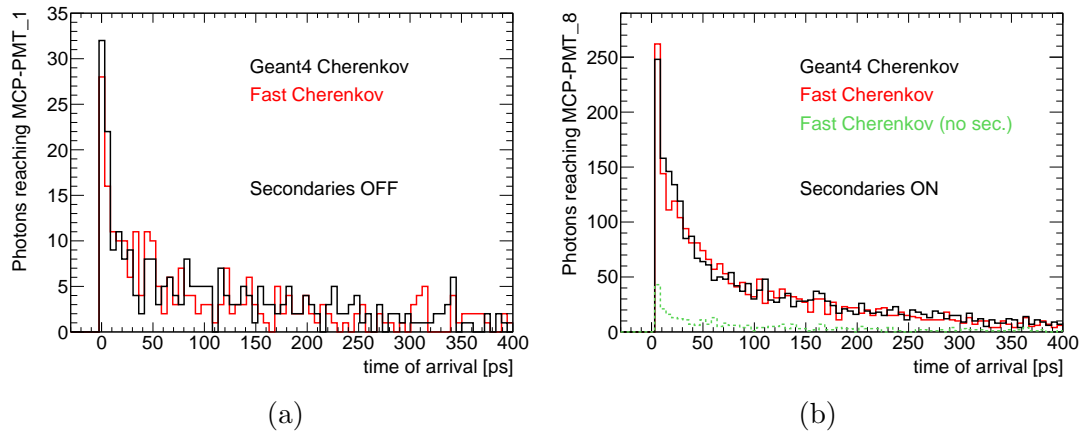 Photons reaching MCP-PMT_1
35
30
25
20
15
10
5
0
Geant4 Cherenkov
Fast Cherenkov
Secondaries OFF
0 50 100 150 200 250 300 350 400
time of arrival [ps]
(a)
Photons reaching MCP-PMT_8
250
200
150
100
50
0
Geant4 Cherenkov
Fast Cherenkov
Fast Cherenkov (no sec.)
Secondaries ON
0 50 100 150 200 250 300 350 400
time of arrival [ps]
(b)